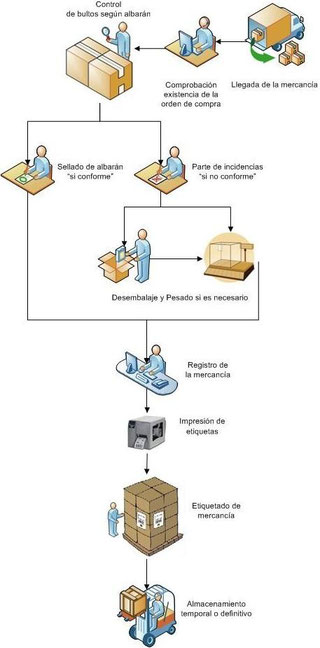 Control
de bultos según albarán
Comprobación
existencia de la
orden de compra
Llegada de la mercancía
Sellado de albarán
“si conforme”
Parte de incidencias
“si no conforme”
Desembalaje y Pesado si es necesario
Registro de
la mercancía
Impresión de
etiquetas
Etiquetado de
mercancía
Almacenamiento
temporal o definitivo